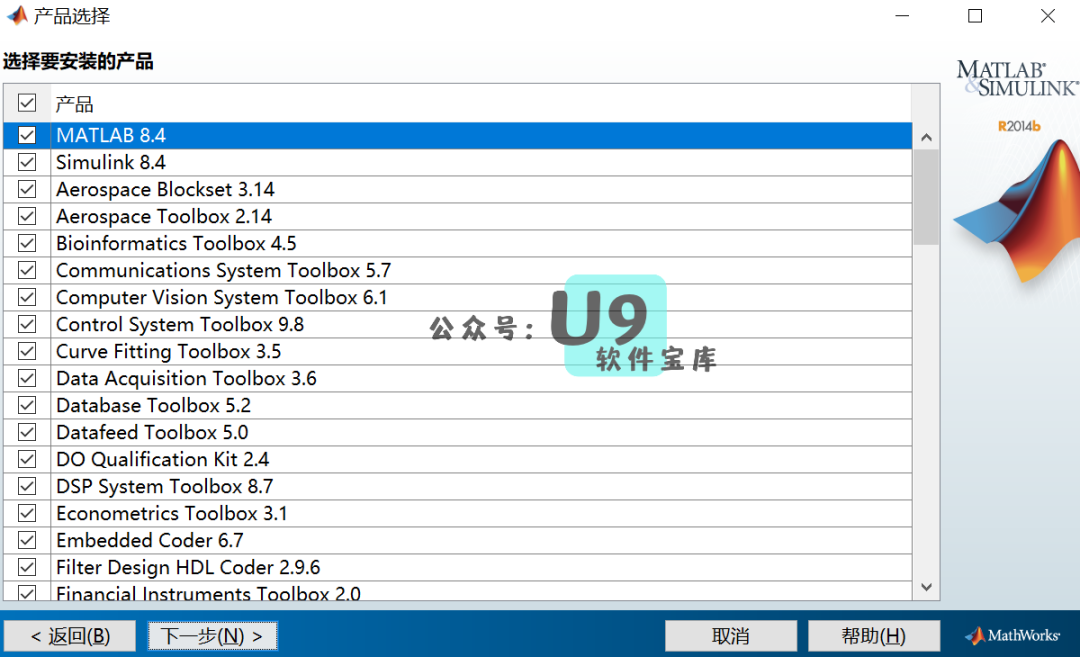 产品选择
选择要安装的产品
产品
MATLAB 8.4
Simulink 8.4
Aerospace Blockset 3.14
Aerospace Toolbox 2.14
Bioinformatics Toolbox 4.5
Communications System Toolbox 5.7
Computer Vision System Toolbox 6.1
Control System Toolbox 9.8
Curve Fitting Toolbox 3.5
Data Acquisition Toolbox 3.6
Database Toolbox 5.2
Datafeed Toolbox 5.0
DO Qualification Kit 2.4
DSP System Toolbox 8.7
Econometrics Toolbox 3.1
Embedded Coder 6.7
Filter Design HDL Coder 2.9.6
Financial Instruments Toolbox 2.0
公众号：U9
软件宝库
MATLAB®
&SIMULINK®
R2014b
< 返回(B)
下一步(N) >
取消
帮助(H)
MathWorks®